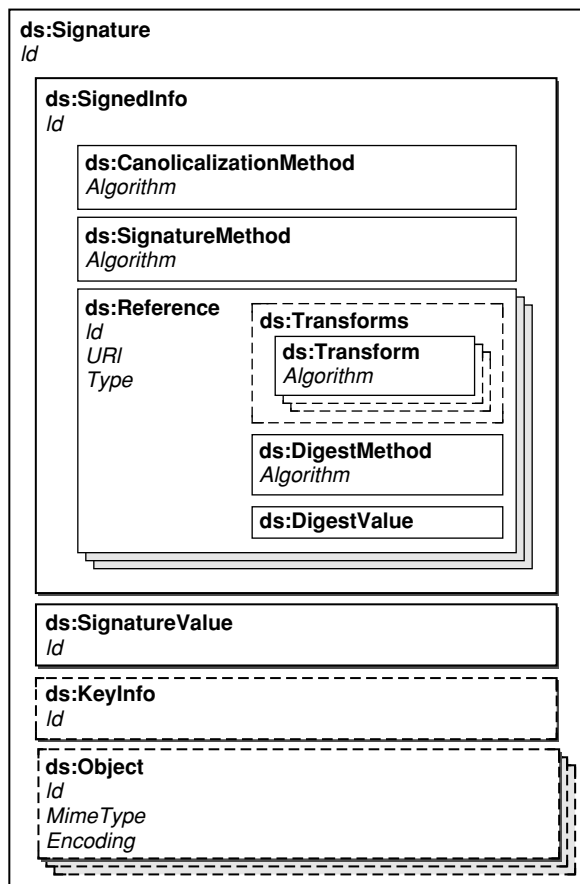 ds:Signature
Id
ds:SignedInfo
Id
ds:CanolicalizationMethod
Algorithm
ds:SignatureMethod
Algorithm
ds:Reference
Id
URI
Type
ds:Transforms
ds:Transform
Algorithm
ds:DigestMethod
Algorithm
ds:DigestValue
ds:SignatureValue
Id
ds:KeyInfo
Id
ds:Object
Id
MimeType
Encoding